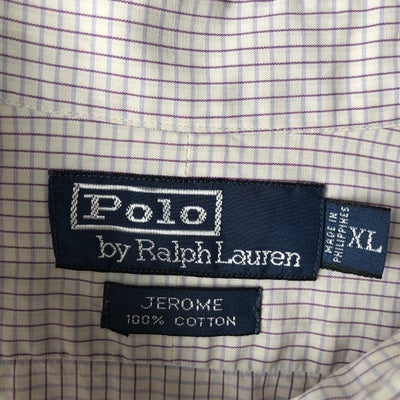 Polo
by Ralph Lauren
MADE IN
PHILIPPINES
XL
JEROME
100% COTTON